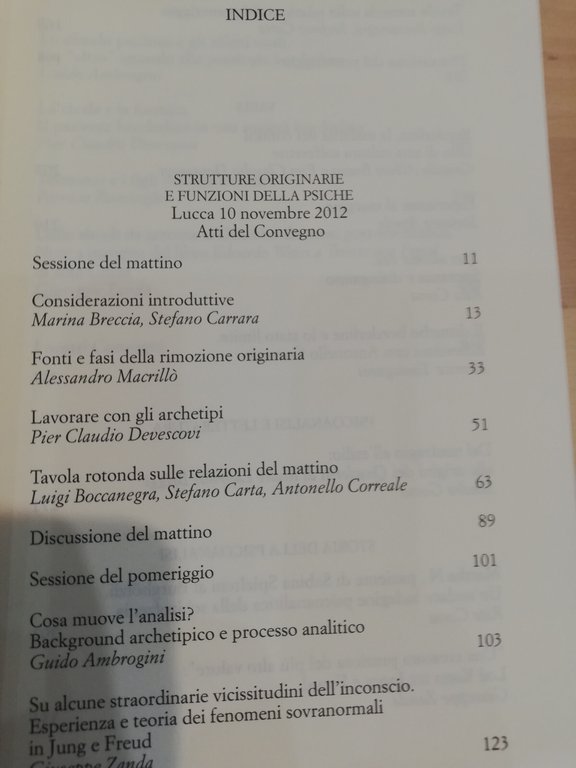 INDICE
STRUTTURE ORIGINARIE
E FUNZIONI DELLA PSICHE
Lucca 10 novembre 2012
Atti del Convegno
Sessione del mattino 11
Considerazioni introduttive 13
Marina Breccia, Stefano Carrara
Fonti e fasi della rimozione originaria 33
Alessandro Macrillò
Lavorare con gli archetipi 51
Pier Claudio Devescovi
Tavola rotonda sulle relazioni del mattino 63
Luigi Boccanegra, Stefano Carta, Antonello Correale
Discussione del mattino 89
Sessione del pomeriggio 101
Cosa muove l'analisi?
Background archetipico e processo analitico 103
Guido Ambrogini
Su alcune straordinarie vicissitudini dell'inconscio.
Esperienza e teoria dei fenomeni sovranormali
in Jung e Freud 123
Giuseppe Zanda